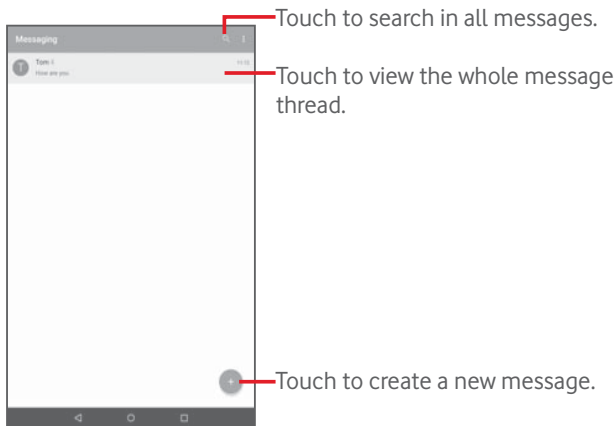 Touch to search in all messages.
Messaging
T
Tom 4
How are you.
Touch to view the whole message
thread.
Touch to create a new message.